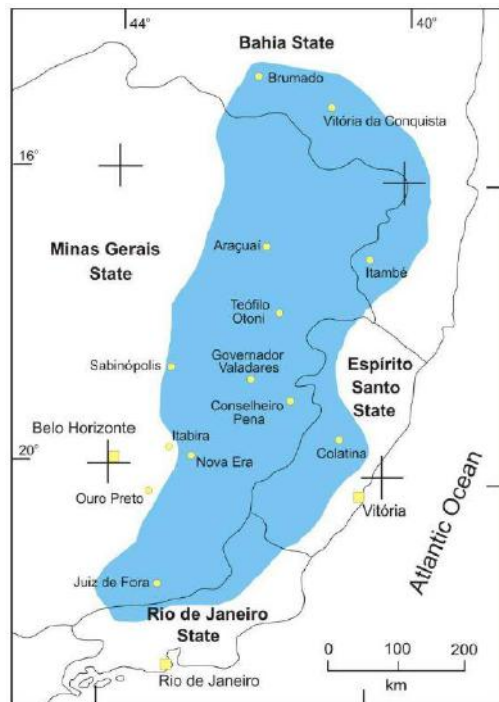 44°
40°
Bahia State
Brumado
Vitória da Conquista
16°
Araçuaí
Minas Gerais
State
Itambé
Teófilo
Otoni
Governador
Valadares
Sabinópolis
Espírito
Santo
State
Conselheiro
Pena
Belo Horizonte
Itabira
Colatina
20°
Nova Era
Ouro Preto
Vitória
Atlantic Ocean
Juiz de Fora
Rio de Janeiro
State
Rio de Janeiro
0 100 200
km